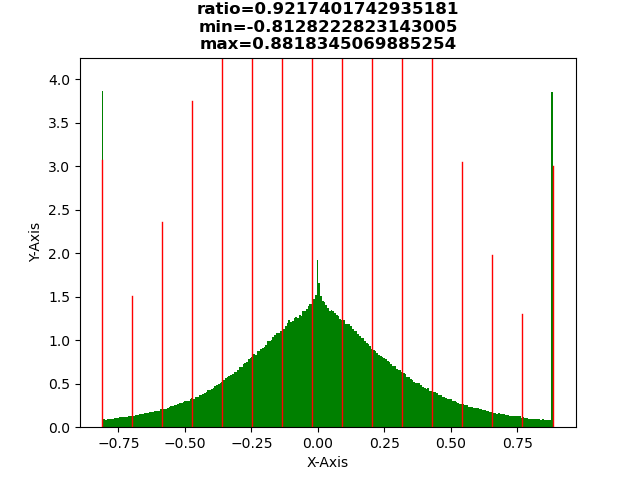 ratio=0.9217401742935181
min=-0.8128222823143005
max=0.8818345069885254
4.0
3.5
3.0
2.5
2.0
1.5
1.0
0.5
0.0
Y-Axis
−0.75 −0.50 −0.25 0.00 0.25 0.50 0.75
X-Axis